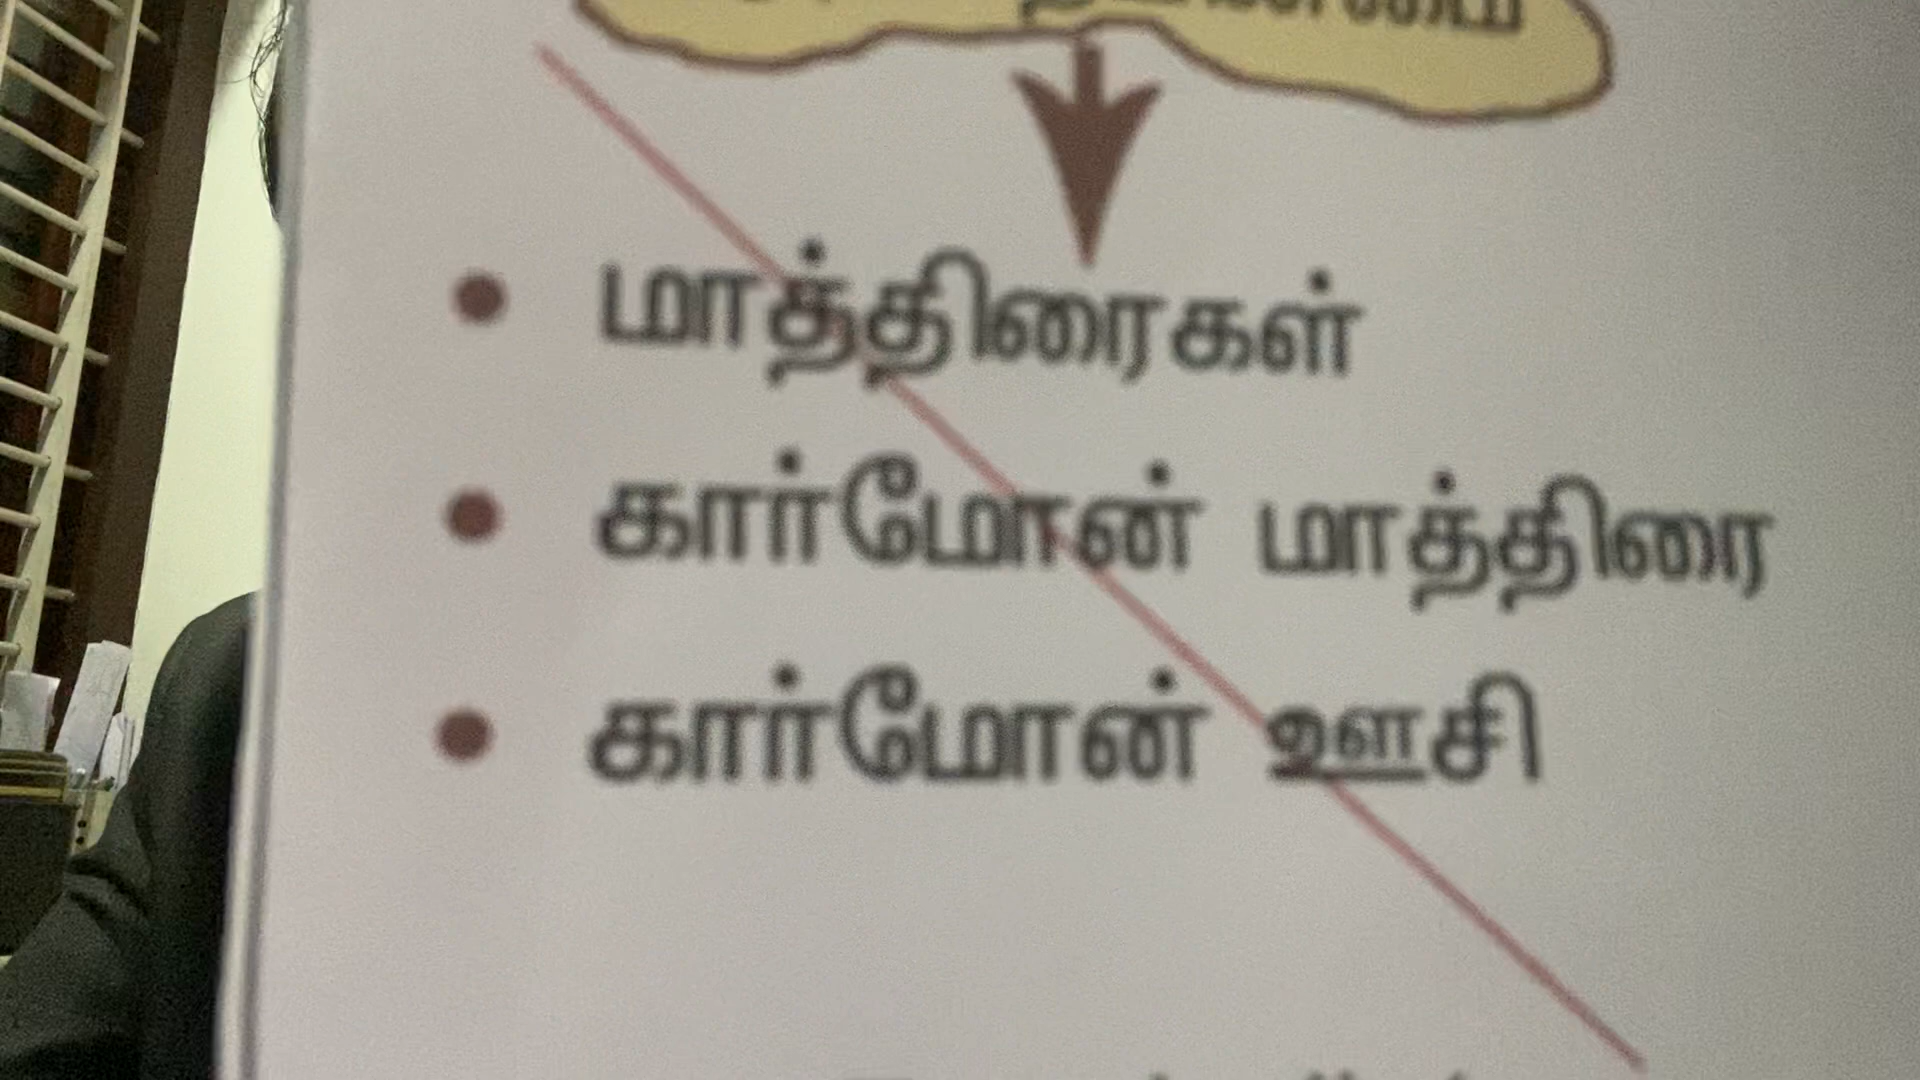 மாத்திரைகள்
கார்மோன் மாத்திரை
கார்மோன் ஊசி